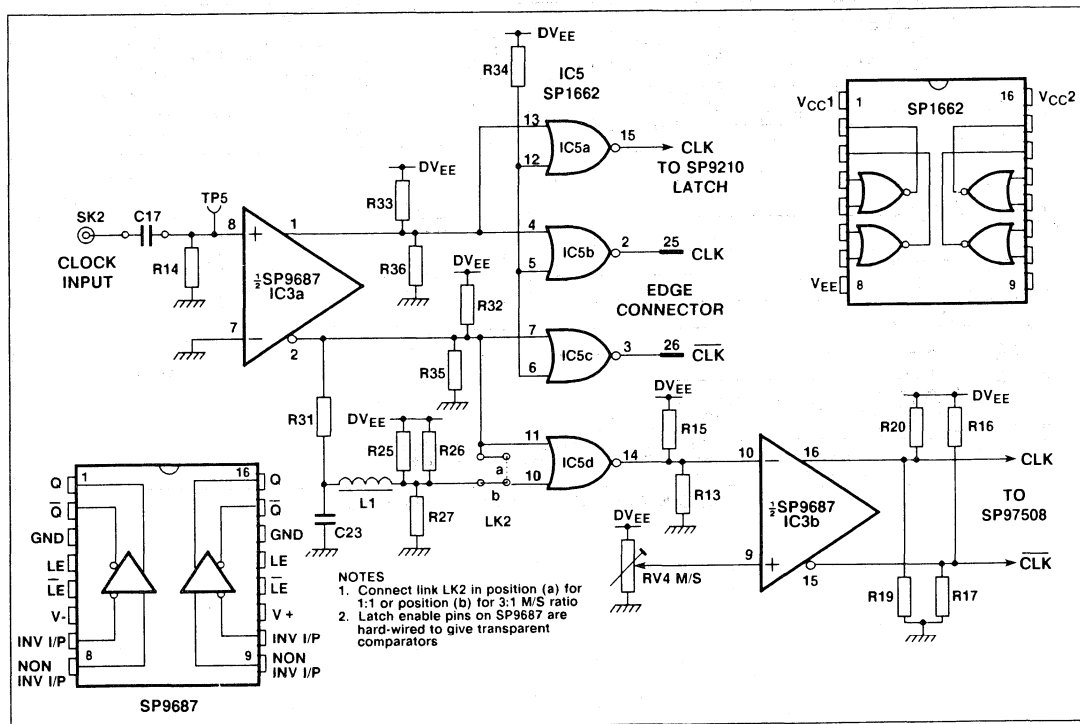 DVEE
R34
IC5
SP1662
VCC1
1
SP1662
16
VCC2
VEE
8
9
13
12
IC5a
15
CLK
TO SP9210
LATCH
DVEE
R33
TP5
SK2
C17
8
+
1
CLOCK
INPUT
R14
½SP9687
IC3a
R36
4
5
IC5b
2
25
CLK
DVEE
R32
EDGE
CONNECTOR
7
–
2
7
6
IC5c
3
26
CLK
R35
R31
DVEE
R25
R26
11
10
IC5d
14
a
b
L1
R27
LK2
C23
DVEE
R15
R13
10
–
16
DVEE
R20
R16
CLK
½SP9687
IC3b
TO
SP97508
DVEE
RV4 M/S
9
+
15
CLK
R19
R17
1
16
Q
Q
Q
Q
GND
GND
LE
LE
LE
LE
V-
V +
INV I/P
INV I/P
8
9
NON
INV I/P
NON
INV I/P
SP9687
NOTES
1. Connect link LK2 in position (a) for
1:1 or position (b) for 3:1 M/S ratio
2. Latch enable pins on SP9687 are
hard-wired to give transparent
comparators